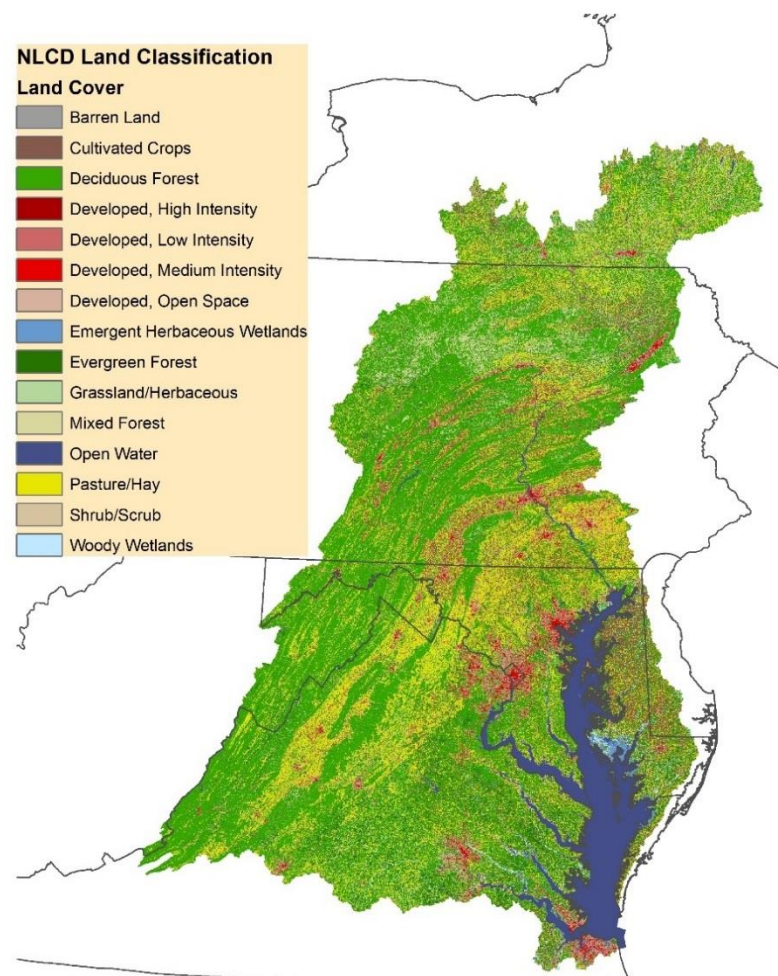 NLCD Land Classification
Land Cover
Barren Land
Cultivated Crops
Deciduous Forest
Developed, High Intensity
Developed, Low Intensity
Developed, Medium Intensity
Developed, Open Space
Emergent Herbaceous Wetlands
Evergreen Forest
Grassland/Herbaceous
Mixed Forest
Open Water
Pasture/Hay
Shrub/Scrub
Woody Wetlands